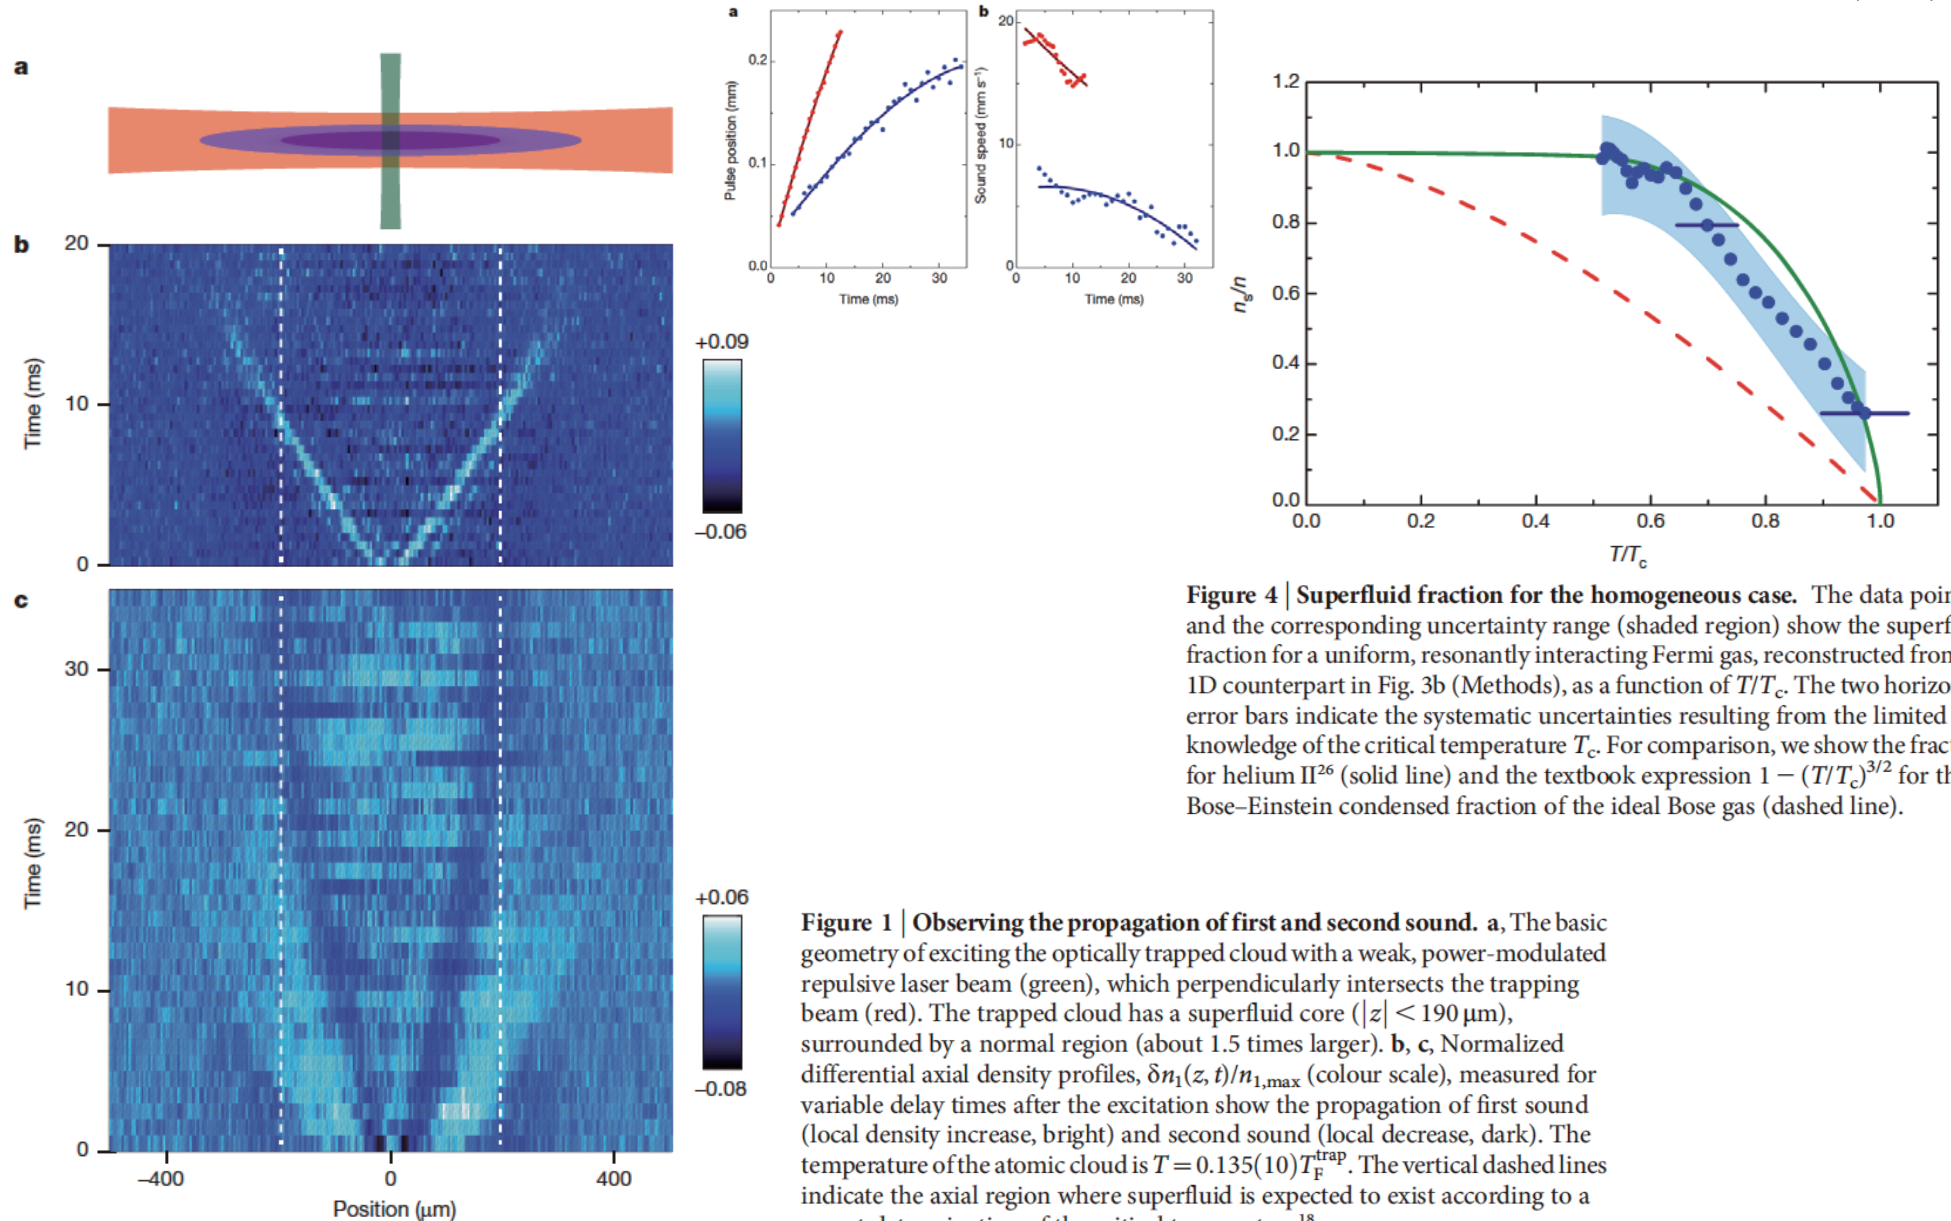 a
b
20
10
0
Time (ms)
+0.09
–0.06
c
30
20
10
0
Time (ms)
+0.06
–0.08
–400
0
400
Position (μm)
a
0.2
0.1
0.0
Pulse position (mm)
0
10
20
30
Time (ms)
b
20
10
0
Sound speed (mm s⁻¹)
0
10
20
30
Time (ms)
1.2
1.0
0.8
0.6
0.4
0.2
0.0
nₛ/n
0.0
0.2
0.4
0.6
0.8
1.0
T/Tc
Figure 4 | Superfluid fraction for the homogeneous case. The data poin
and the corresponding uncertainty range (shaded region) show the superf
fraction for a uniform, resonantly interacting Fermi gas, reconstructed from
1D counterpart in Fig. 3b (Methods), as a function of T/Tc. The two horizo
error bars indicate the systematic uncertainties resulting from the limited
knowledge of the critical temperature Tc. For comparison, we show the fract
for helium II²⁶ (solid line) and the textbook expression 1 − (T/Tc)³/² for th
Bose–Einstein condensed fraction of the ideal Bose gas (dashed line).
Figure 1 | Observing the propagation of first and second sound. a, The basic
geometry of exciting the optically trapped cloud with a weak, power-modulated
repulsive laser beam (green), which perpendicularly intersects the trapping
beam (red). The trapped cloud has a superfluid core (|z| < 190 μm),
surrounded by a normal region (about 1.5 times larger). b, c, Normalized
differential axial density profiles, δn₁(z, t)/n₁,max (colour scale), measured for
variable delay times after the excitation show the propagation of first sound
(local density increase, bright) and second sound (local decrease, dark). The
temperature of the atomic cloud is T = 0.135(10)T_F^trap. The vertical dashed lines
indicate the axial region where superfluid is expected to exist according to a